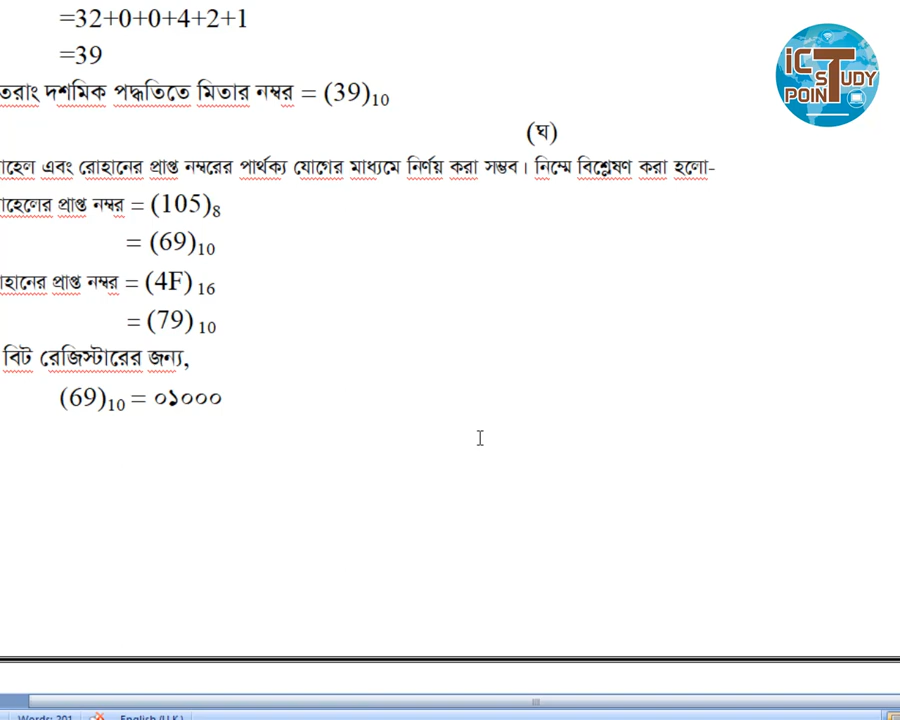 =32+0+0+4+2+1
=39
তরাং দশমিক পদ্ধতিতে মিতার নম্বর = (39)10
(ঘ)
াহেল এবং রোহানের প্রাপ্ত নম্বরের পার্থক্য যোগের মাধ্যমে নির্ণয় করা সম্ভব। নিম্মে বিশ্লেষণ করা হলো-
াহেলের প্রাপ্ত নম্বর = (105)8
= (69)10
াহানের প্রাপ্ত নম্বর = (4F) 16
= (79) 10
বিট রেজিস্টারের জন্য,
(69)10 = ০১০০০
iCT STUDY POINT
Words: 201 English (U.K.)